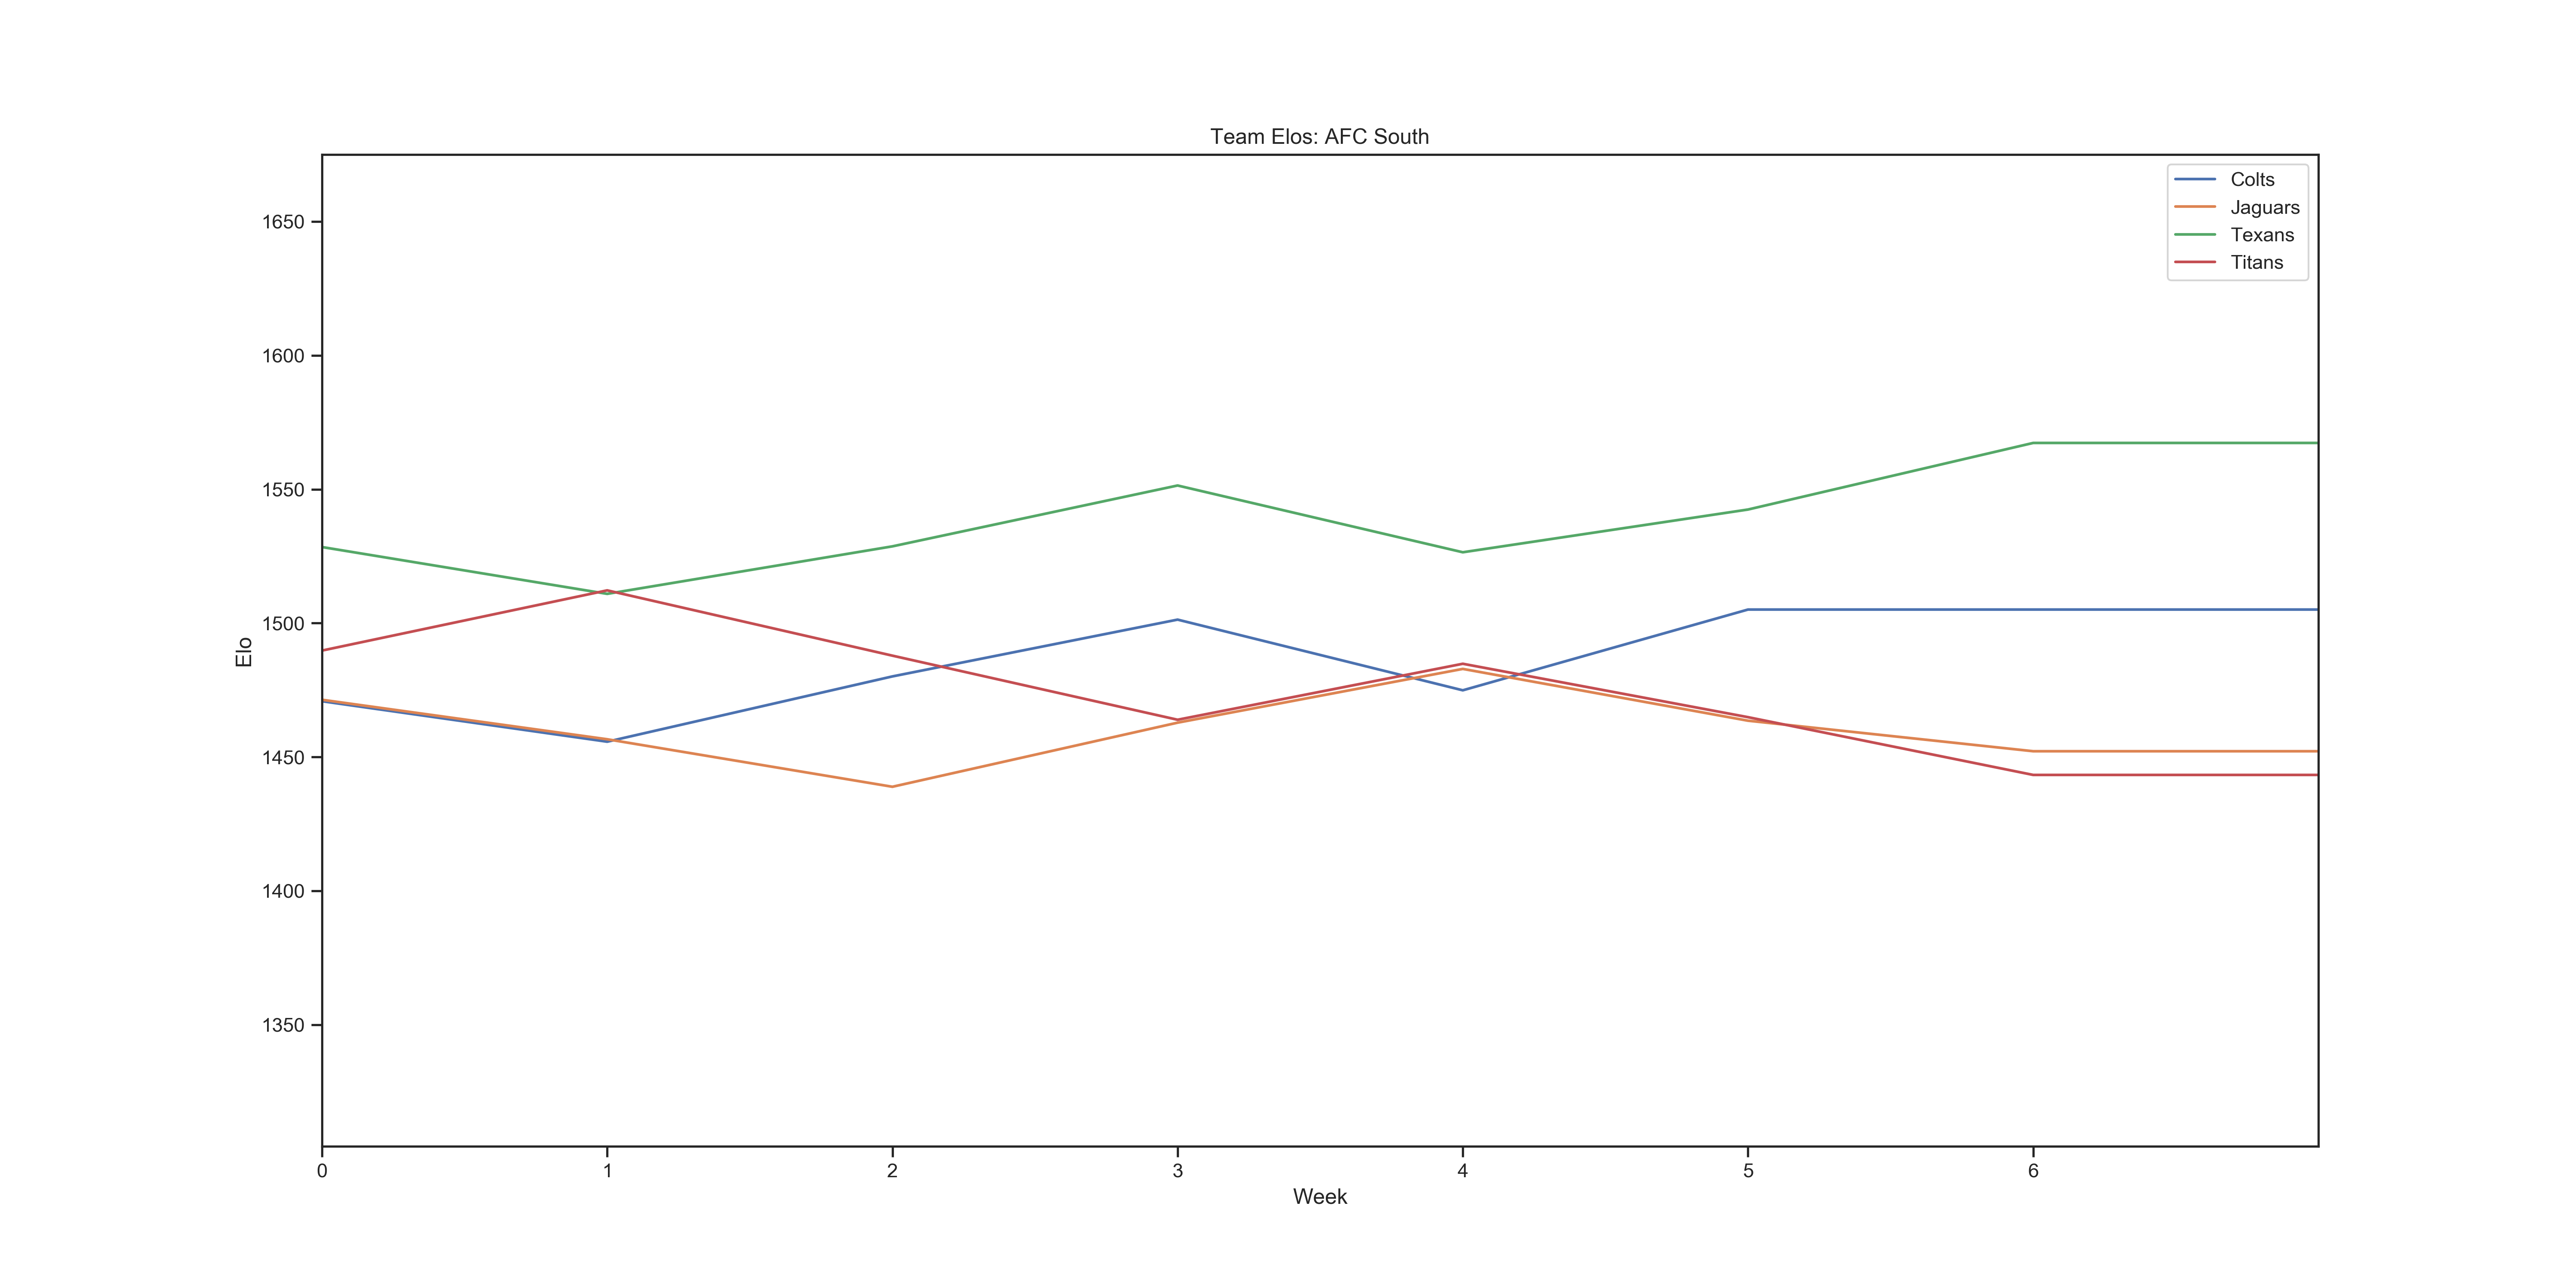 Team Elos: AFC South
Colts
Jaguars
Texans
Titans
1650
1600
1550
1500
1450
1400
1350
Elo
0 1 2 3 4 5 6
Week